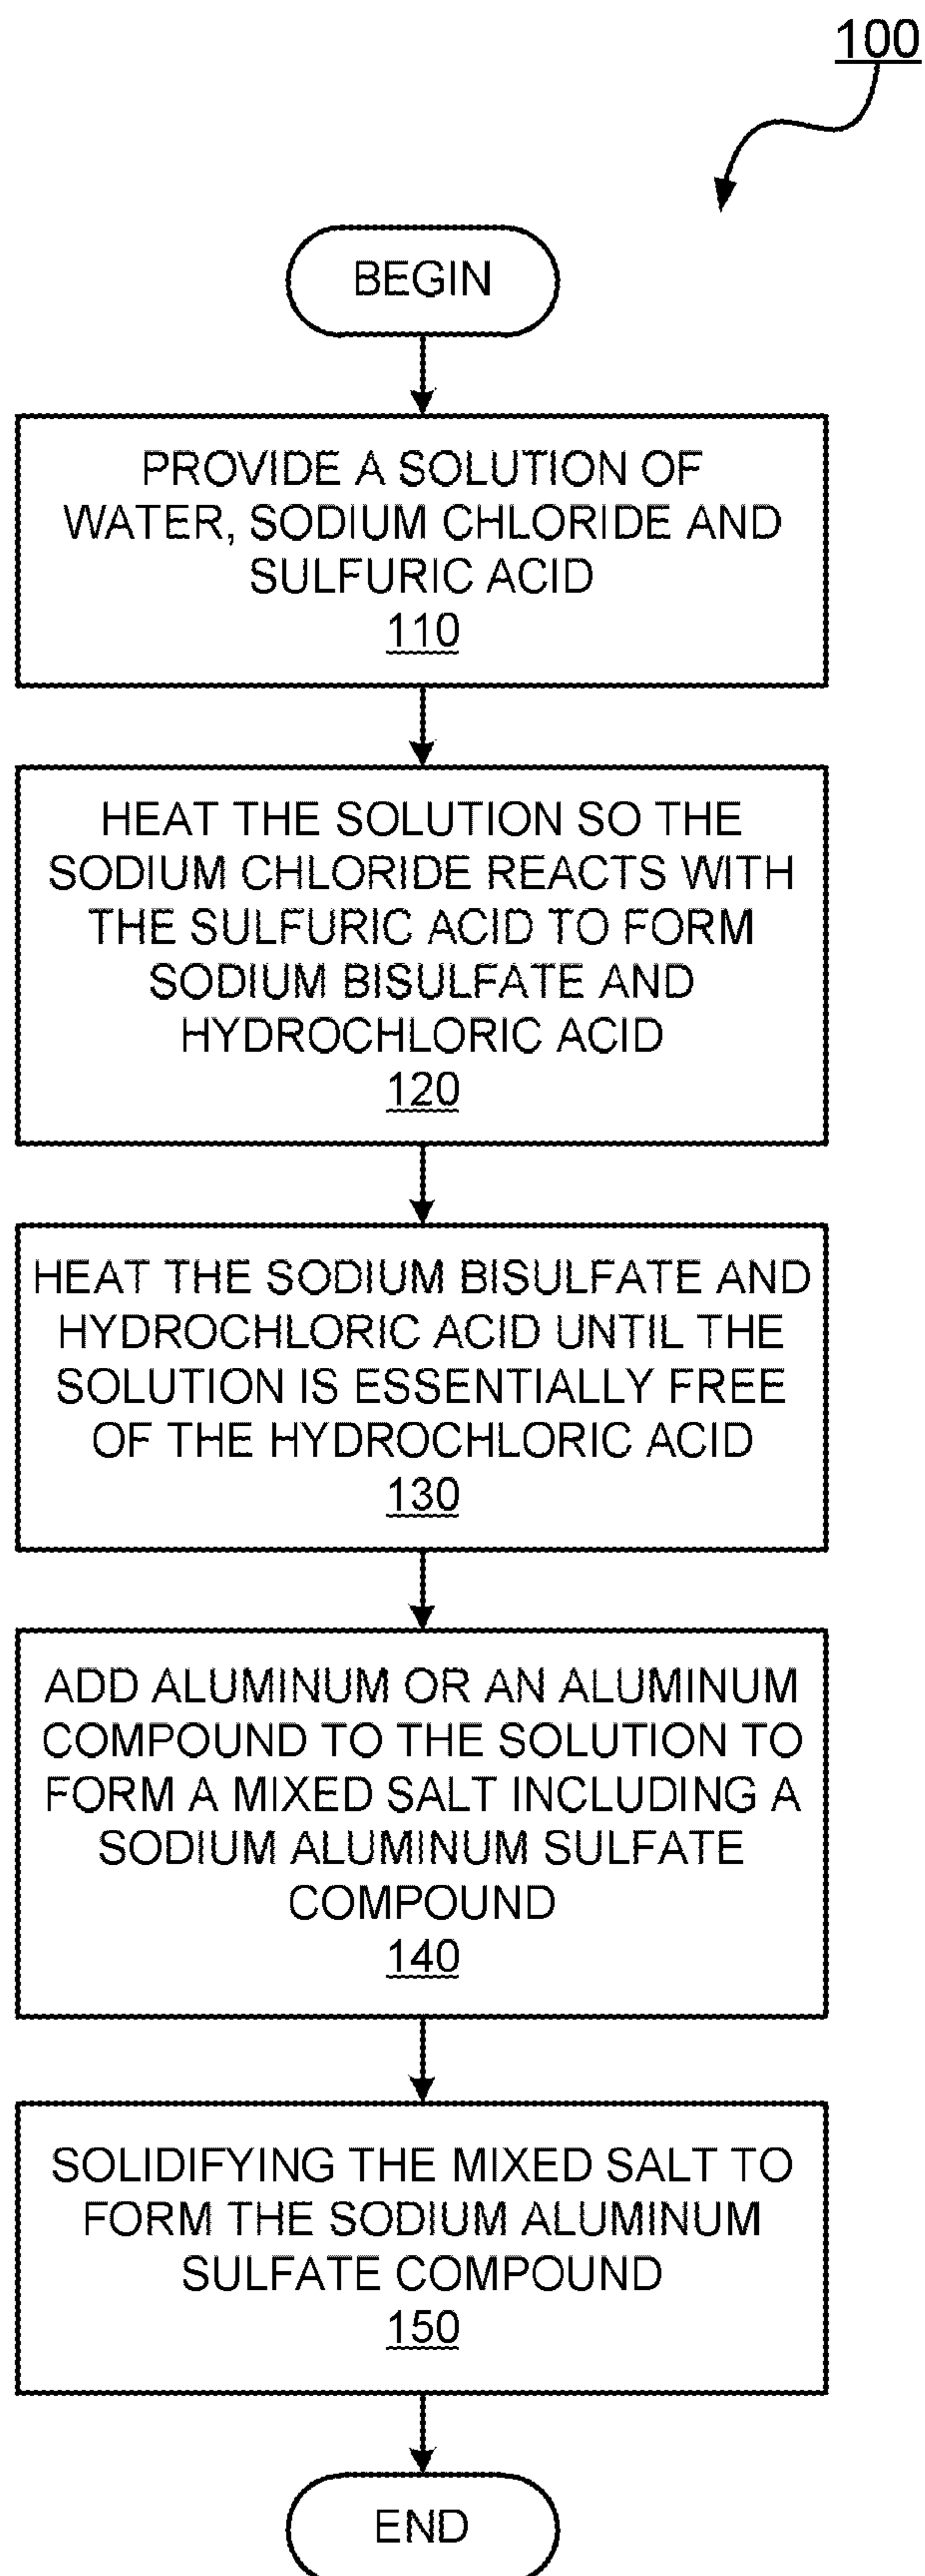 100
BEGIN
PROVIDE A SOLUTION OF
WATER, SODIUM CHLORIDE AND
SULFURIC ACID
110
HEAT THE SOLUTION SO THE
SODIUM CHLORIDE REACTS WITH
THE SULFURIC ACID TO FORM
SODIUM BISULFATE AND
HYDROCHLORIC ACID
120
HEAT THE SODIUM BISULFATE AND
HYDROCHLORIC ACID UNTIL THE
SOLUTION IS ESSENTIALLY FREE
OF THE HYDROCHLORIC ACID
130
ADD ALUMINUM OR AN ALUMINUM
COMPOUND TO THE SOLUTION TO
FORM A MIXED SALT INCLUDING A
SODIUM ALUMINUM SULFATE
COMPOUND
140
SOLIDIFYING THE MIXED SALT TO
FORM THE SODIUM ALUMINUM
SULFATE COMPOUND
150
END